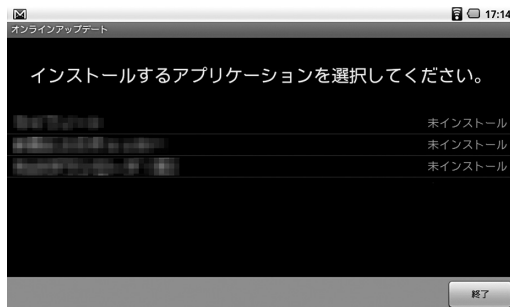 17:14
オンラインアップデート
インストールするアプリケーションを選択してください。
未インストール
未インストール
未インストール
終了